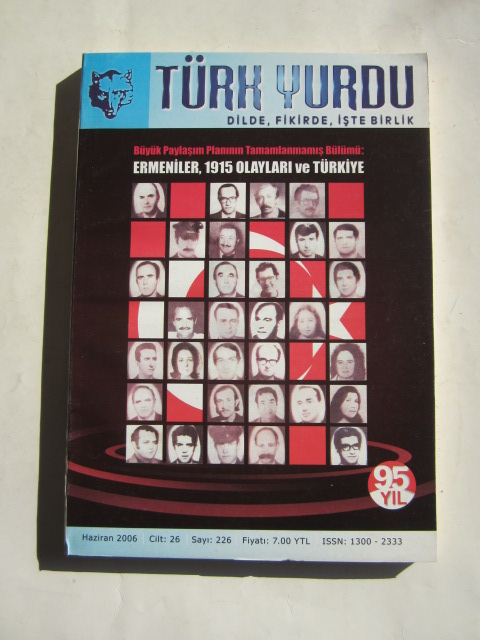 TÜRK YURDU
DİLDE, FİKİRDE, İŞTE BİRLİK
Büyük Paylaşım Planının Tamamlanmamış Bülümü:
ERMENİLER, 1915 OLAYLARI ve TÜRKİYE
95
YIL
Haziran 2006 Cilt: 26 Sayı: 226 Fiyatı: 7.00 YTL ISSN: 1300 - 2333